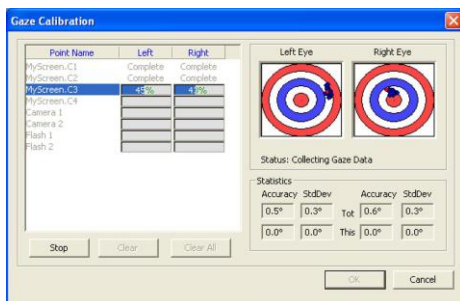 Gaze Calibration
Point Name Left Right
MyScreen.C1 Complete Complete
MyScreen.C2 Complete Complete
MyScreen.C3
MyScreen.C4
Camera 1
Camera 2
Flash 1
Flash 2
Stop Clear Clear All
Left Eye Right Eye
Status: Collecting Gaze Data
Statistics
Accuracy StdDev Accuracy StdDev
0.5° 0.3° Tot 0.6° 0.3°
0.0° 0.0° This 0.0° 0.0°
OK Cancel